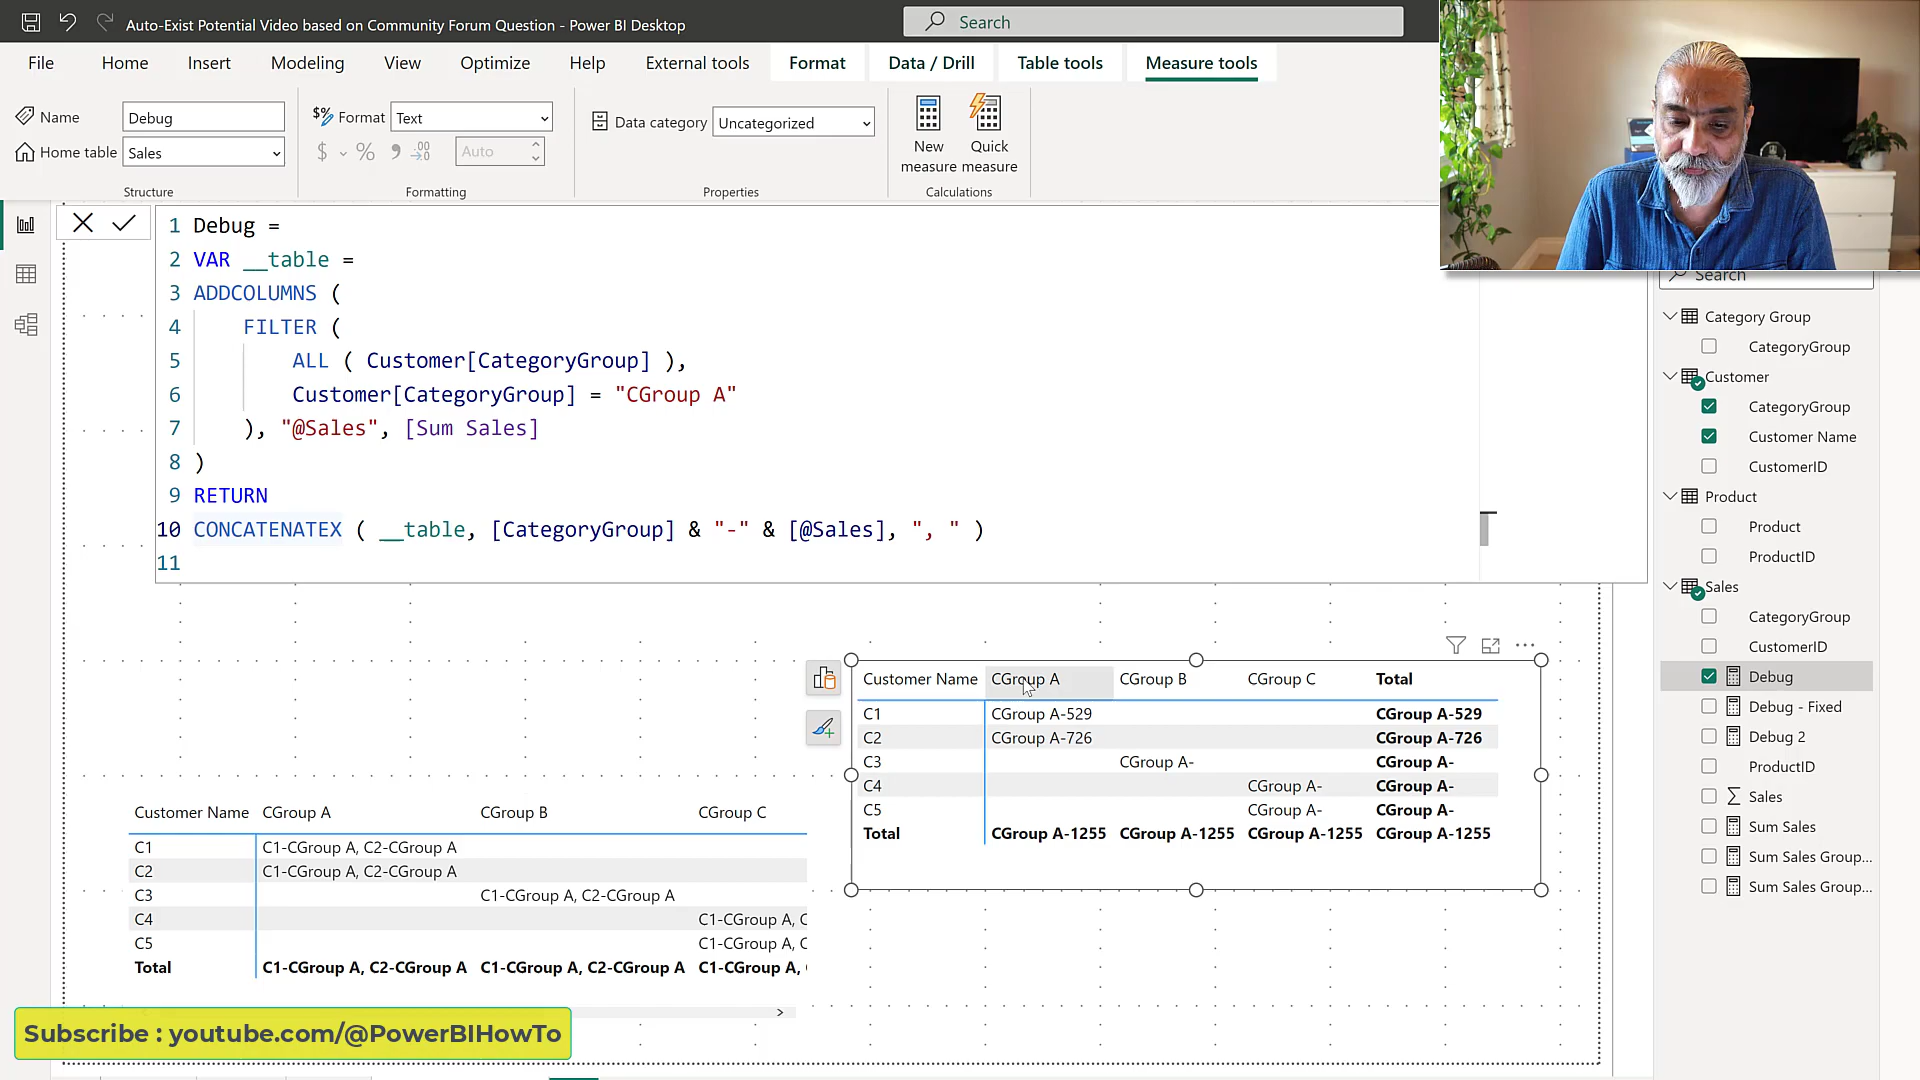 Auto-Exist Potential Video based on Community Forum Question - Power BI Desktop
Search
File Home Insert Modeling View Optimize Help External tools Format Data / Drill Table tools Measure tools
Name Debug
Home table Sales
Structure
Format Text
$ % 9 .00 →0 Auto
Formatting
Data category Uncategorized
Properties
New measure
Quick measure
Calculations
1 Debug =
2 VAR __table =
3 ADDCOLUMNS (
4 FILTER (
5 ALL ( Customer[CategoryGroup] ),
6 Customer[CategoryGroup] = "CGroup A"
7 ), "@Sales", [Sum Sales]
8 )
9 RETURN
10 CONCATENATEX ( __table, [CategoryGroup] & "-" & [@Sales], ", " )
11
Customer Name CGroup A CGroup B CGroup C Total
C1 CGroup A-529 CGroup A-529
C2 CGroup A-726 CGroup A-726
C3 CGroup A- CGroup A-
C4 CGroup A- CGroup A-
C5 CGroup A- CGroup A-
Total CGroup A-1255 CGroup A-1255 CGroup A-1255 CGroup A-1255
Customer Name CGroup A CGroup B CGroup C
C1 C1-CGroup A, C2-CGroup A
C2 C1-CGroup A, C2-CGroup A
C3 C1-CGroup A, C2-CGroup A
C4 C1-CGroup A, C
C5 C1-CGroup A, C
Total C1-CGroup A, C2-CGroup A C1-CGroup A, C2-CGroup A C1-CGroup A,
Subscribe : youtube.com/@PowerBIHowTo
Search
Category Group
CategoryGroup
Customer
CategoryGroup
Customer Name
CustomerID
Product
Product
ProductID
Sales
CategoryGroup
CustomerID
Debug
Debug - Fixed
Debug 2
ProductID
Σ Sales
Sum Sales
Sum Sales Group...
Sum Sales Group...